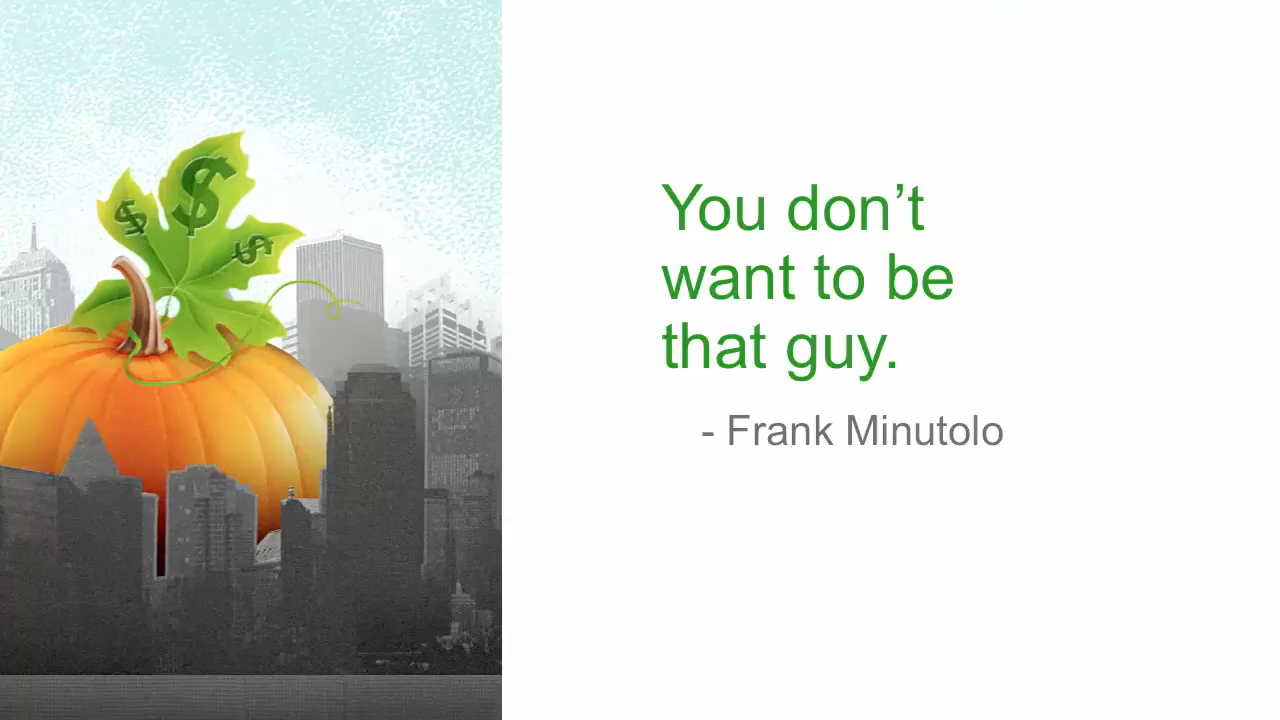 $
$
$
You don’t
want to be
that guy.
- Frank Minutolo